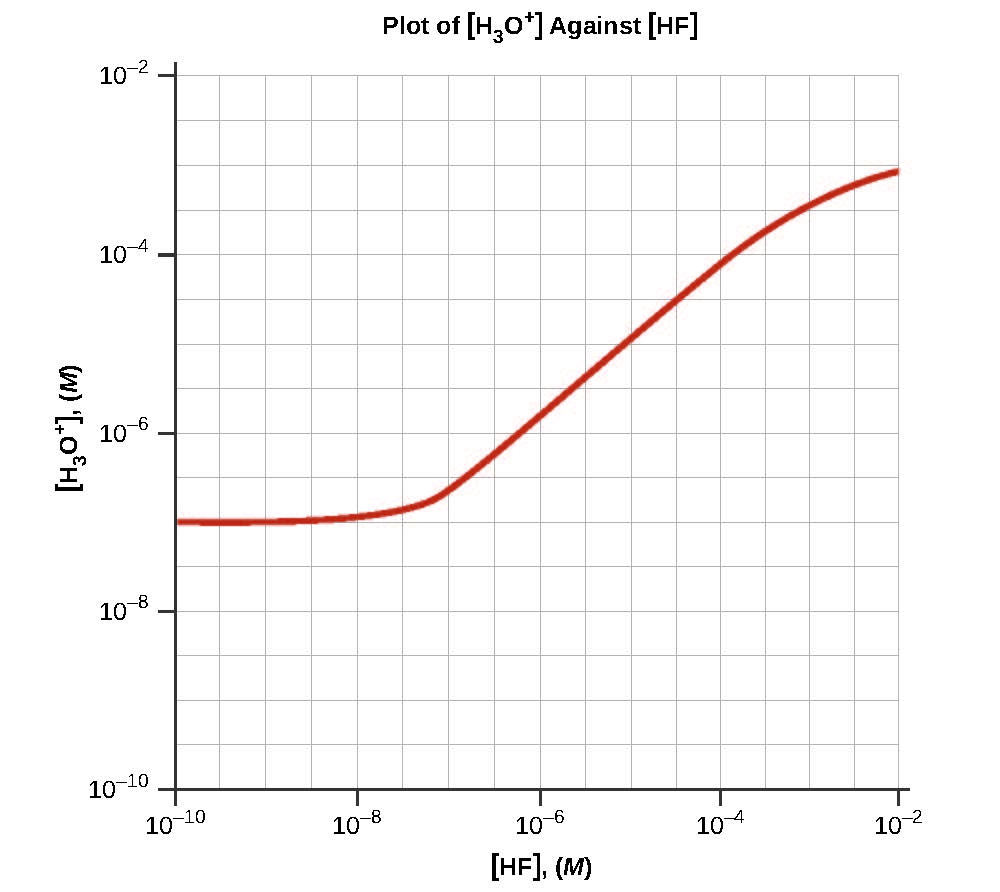 Plot of [H₃O⁺] Against [HF]
10⁻²
10⁻⁴
10⁻⁶
10⁻⁸
10⁻¹⁰
[H₃O⁺], (M)
10⁻¹⁰ 10⁻⁸ 10⁻⁶ 10⁻⁴ 10⁻²
[HF], (M)